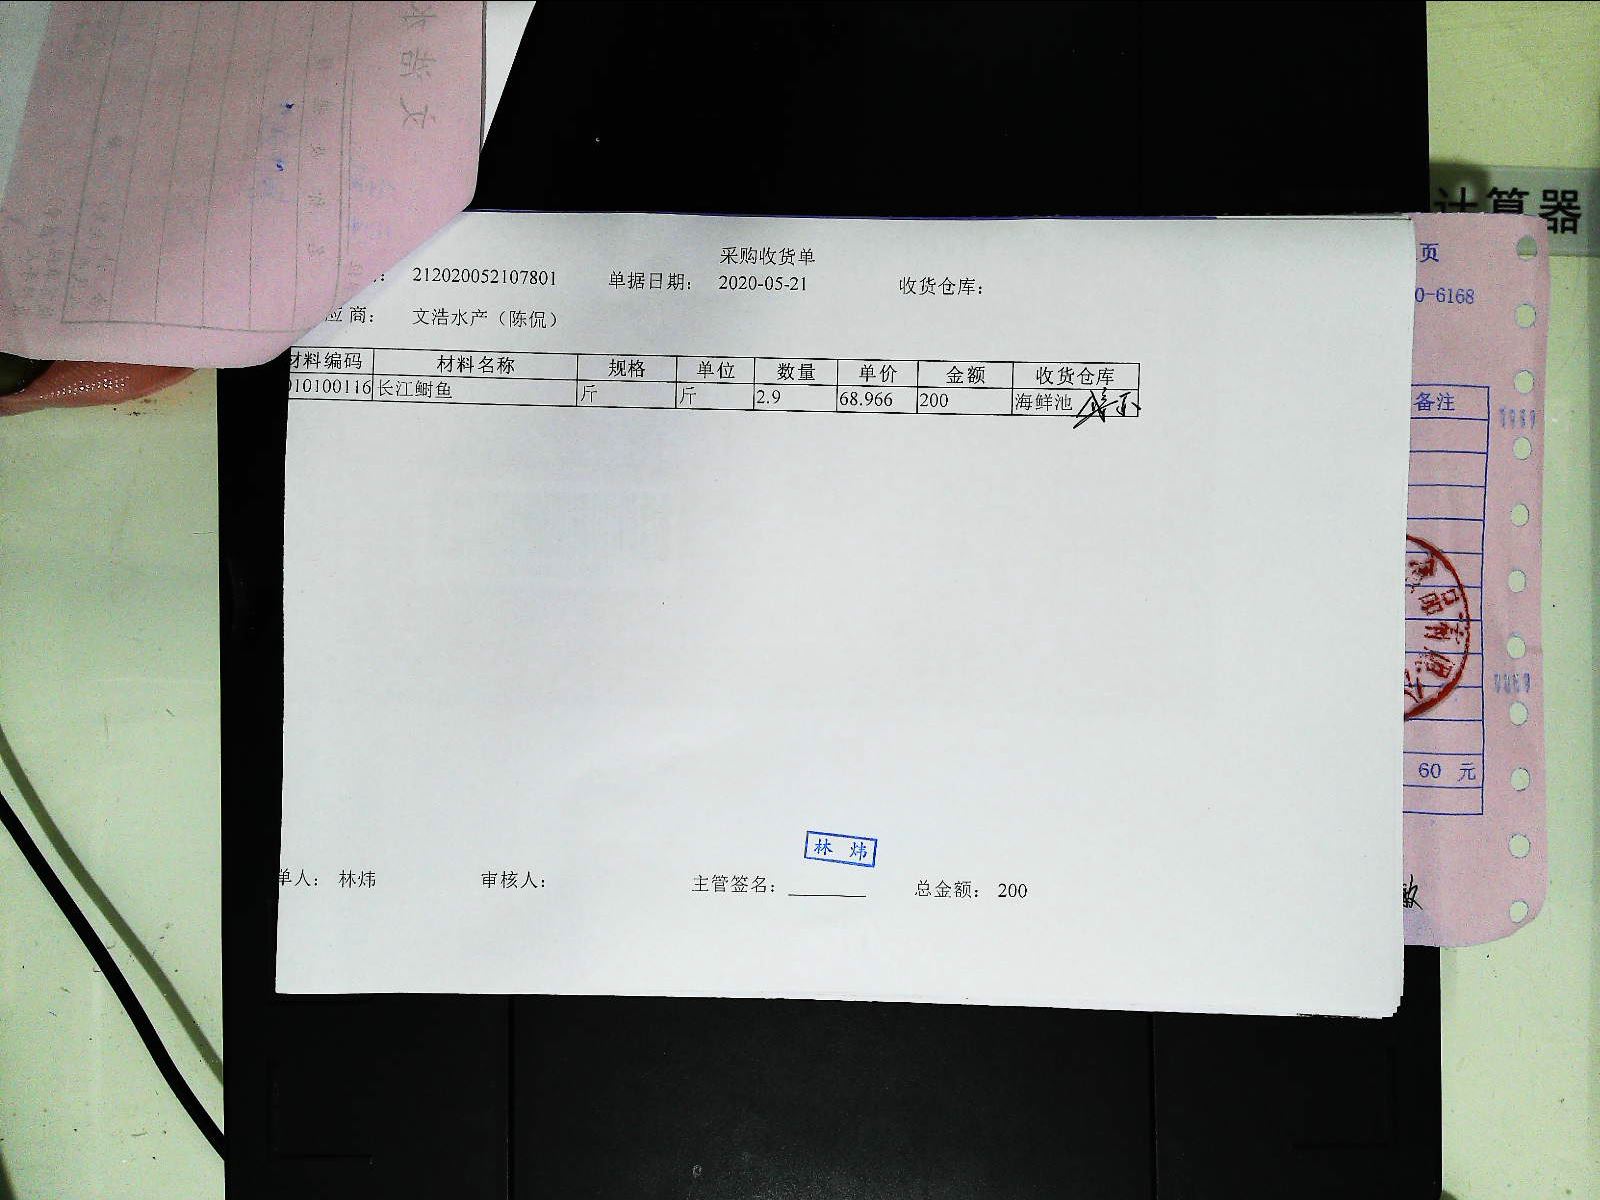 采购收货单
212020052107801 单据日期: 2020-05-21 收货仓库:
应商: 文浩水产（陈侃）
材料编码 材料名称 规格 单位 数量 单价 金额 收货仓库
010100116 长江鲥鱼 斤 斤 2.9 68.966 200 海鲜池
林炜
单人: 林炜 审核人: 主管签名: 总金额: 200
计算器
页
0-6168
备注
60 元